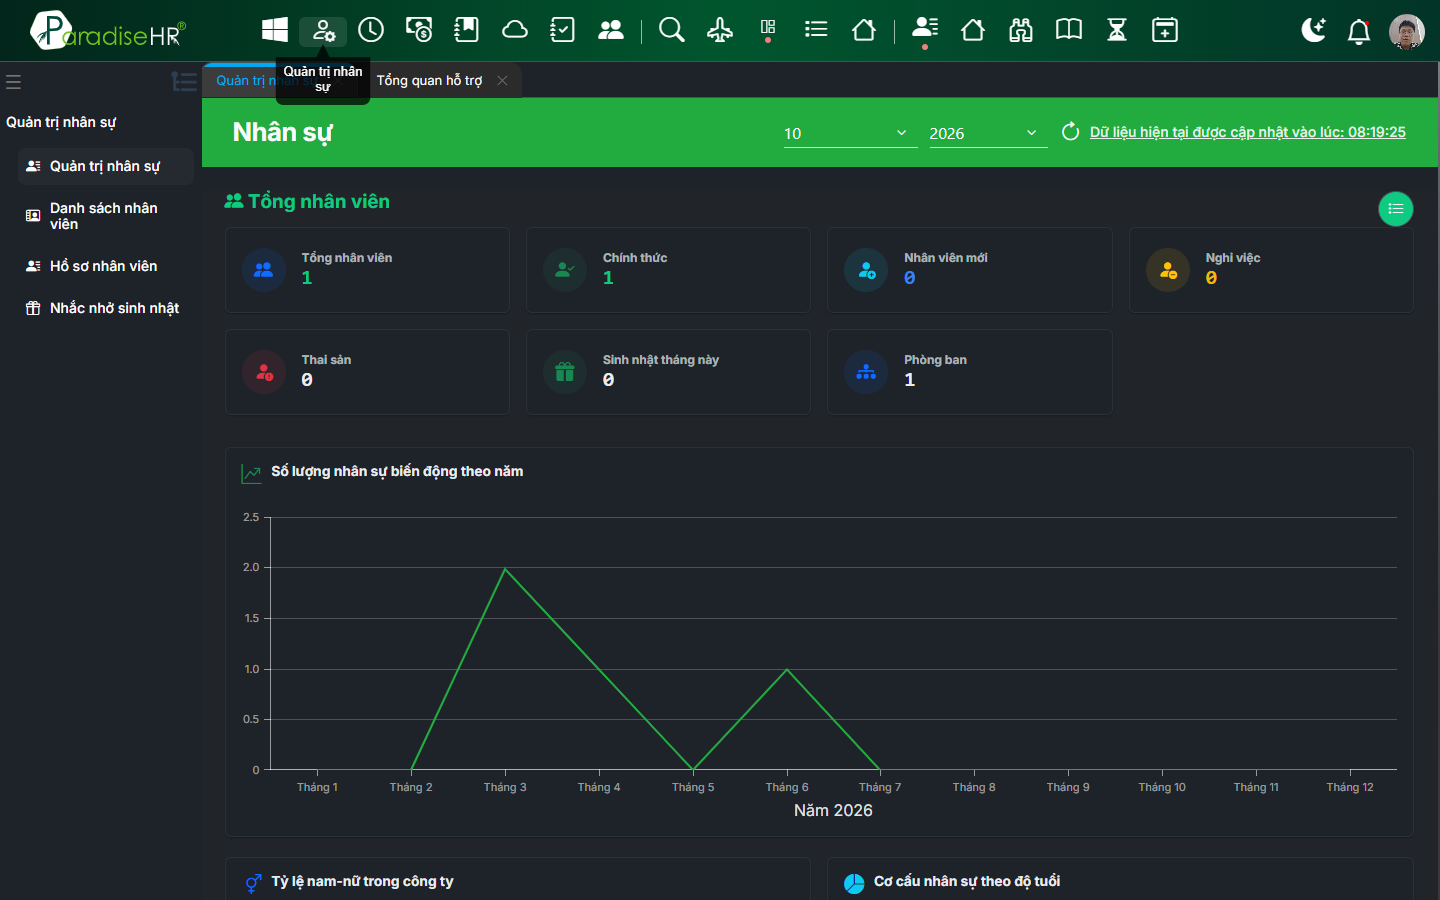 ParadiseHR®
Quản trị nhân sự
Tổng quan hỗ trợ
Quản trị nhân
sự
Quản trị nhân sự
Quản trị nhân sự
Danh sách nhân
viên
Hồ sơ nhân viên
Nhắc nhở sinh nhật
Nhân sự
10
2026
Dữ liệu hiện tại được cập nhật vào lúc: 08:19:25
Tổng nhân viên
Tổng nhân viên
1
Chính thức
1
Nhân viên mới
0
Nghỉ việc
0
Thai sản
0
Sinh nhật tháng này
0
Phòng ban
1
Số lượng nhân sự biến động theo năm
2.5
2.0
1.5
1.0
0.5
0
Tháng 1
Tháng 2
Tháng 3
Tháng 4
Tháng 5
Tháng 6
Tháng 7
Tháng 8
Tháng 9
Tháng 10
Tháng 11
Tháng 12
Năm 2026
Tỷ lệ nam-nữ trong công ty
Cơ cấu nhân sự theo độ tuổi